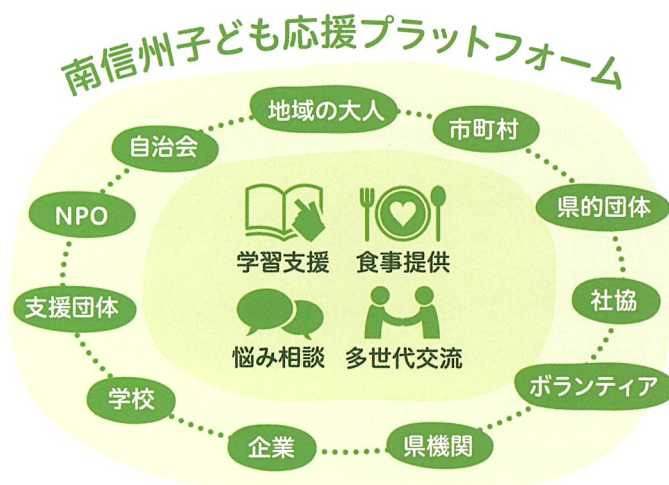 南信州子ども応援プラットフォーム
地域の大人
市町村
県的団体
社協
ボランティア
県機関
企業
学校
支援団体
NPO
自治会
学習支援
食事提供
悩み相談
多世代交流